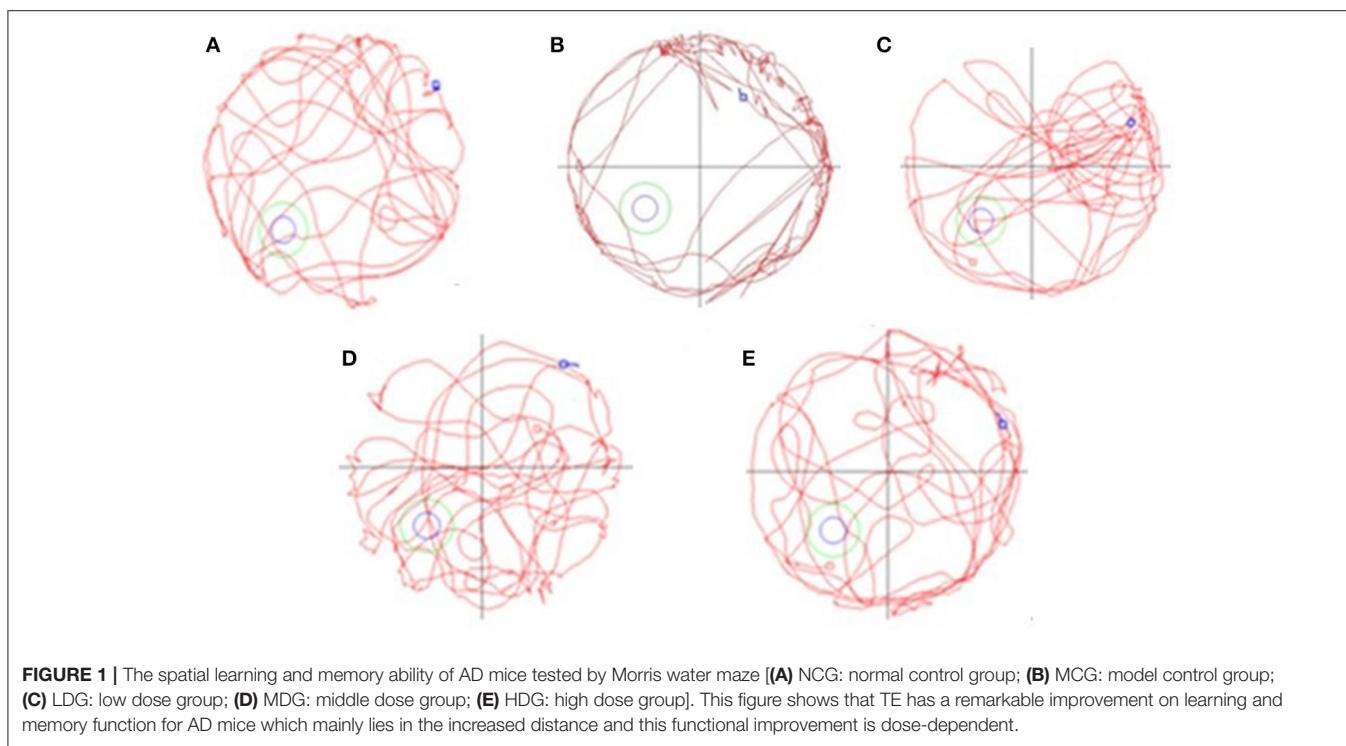 A
B
C
D
E
FIGURE 1 | The spatial learning and memory ability of AD mice tested by Morris water maze [(A) NCG: normal control group; (B) MCG: model control group;
(C) LDG: low dose group; (D) MDG: middle dose group; (E) HDG: high dose group]. This figure shows that TE has a remarkable improvement on learning and
memory function for AD mice which mainly lies in the increased distance and this functional improvement is dose-dependent.